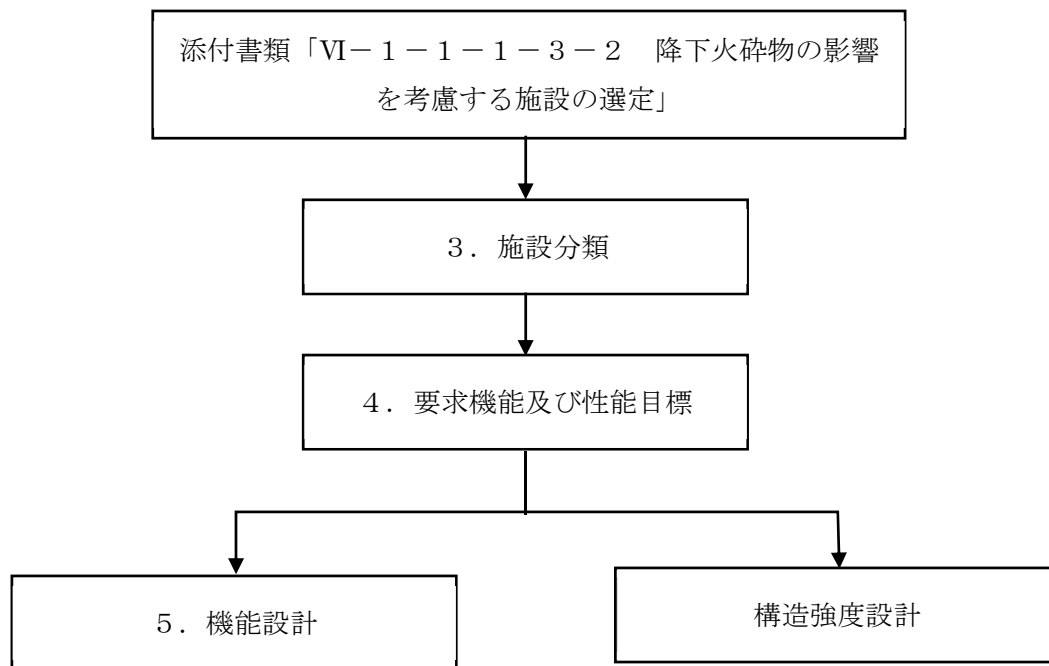 添付書類「Ⅵ－１－１－１－３－２　降下火砕物の影響
を考慮する施設の選定」
３．施設分類
４．要求機能及び性能目標
５．機能設計
構造強度設計